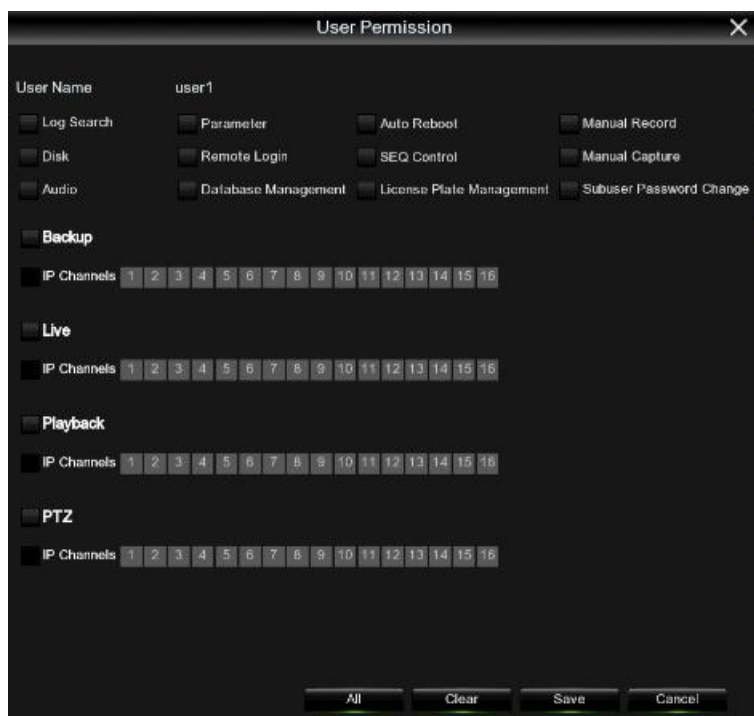 User Permission
User Name user1
Log Search Parameter Auto Reboot Manual Record
Disk Remote Login SEQ Control Manual Capture
Audio Database Management License Plate Management Subuser Password Change
Backup
IP Channels 1 2 3 4 5 6 7 8 9 10 11 12 13 14 15 16
Live
IP Channels 1 2 3 4 5 6 7 8 9 10 11 12 13 14 15 16
Playback
IP Channels 1 2 3 4 5 6 7 8 9 10 11 12 13 14 15 16
PTZ
IP Channels 1 2 3 4 5 6 7 8 9 10 11 12 13 14 15 16
All Clear Save Cancel